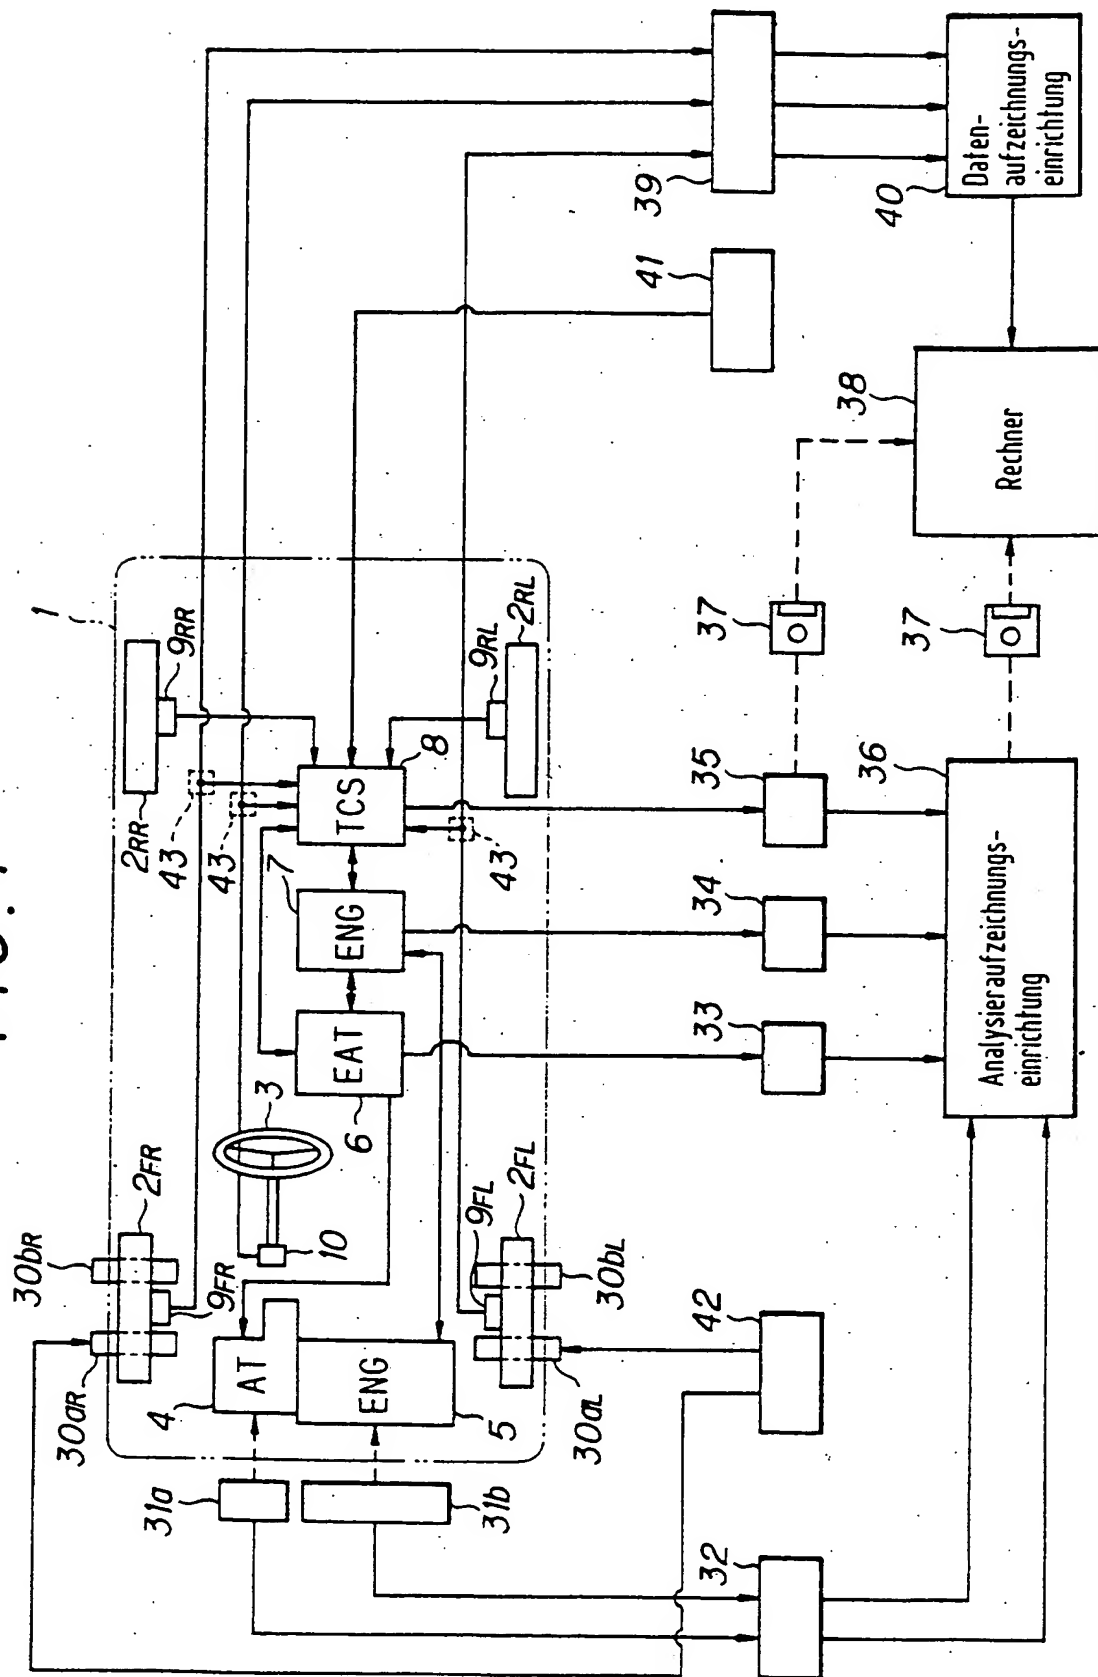 1
2RR
9RR
2RL
9RL
43
43
43
8
TCS
7
ENG
EAT
6
3
10
2FR
9FR
30bR
30aR
2FL
9FL
30bL
30aL
AT
4
ENG
5
31a
31b
32
42
33
34
35
36
Analysieraufzeichnungs-
einrichtung
37
37
38
Rechner
39
41
40
Daten-
aufzeichnungs-
einrichtung